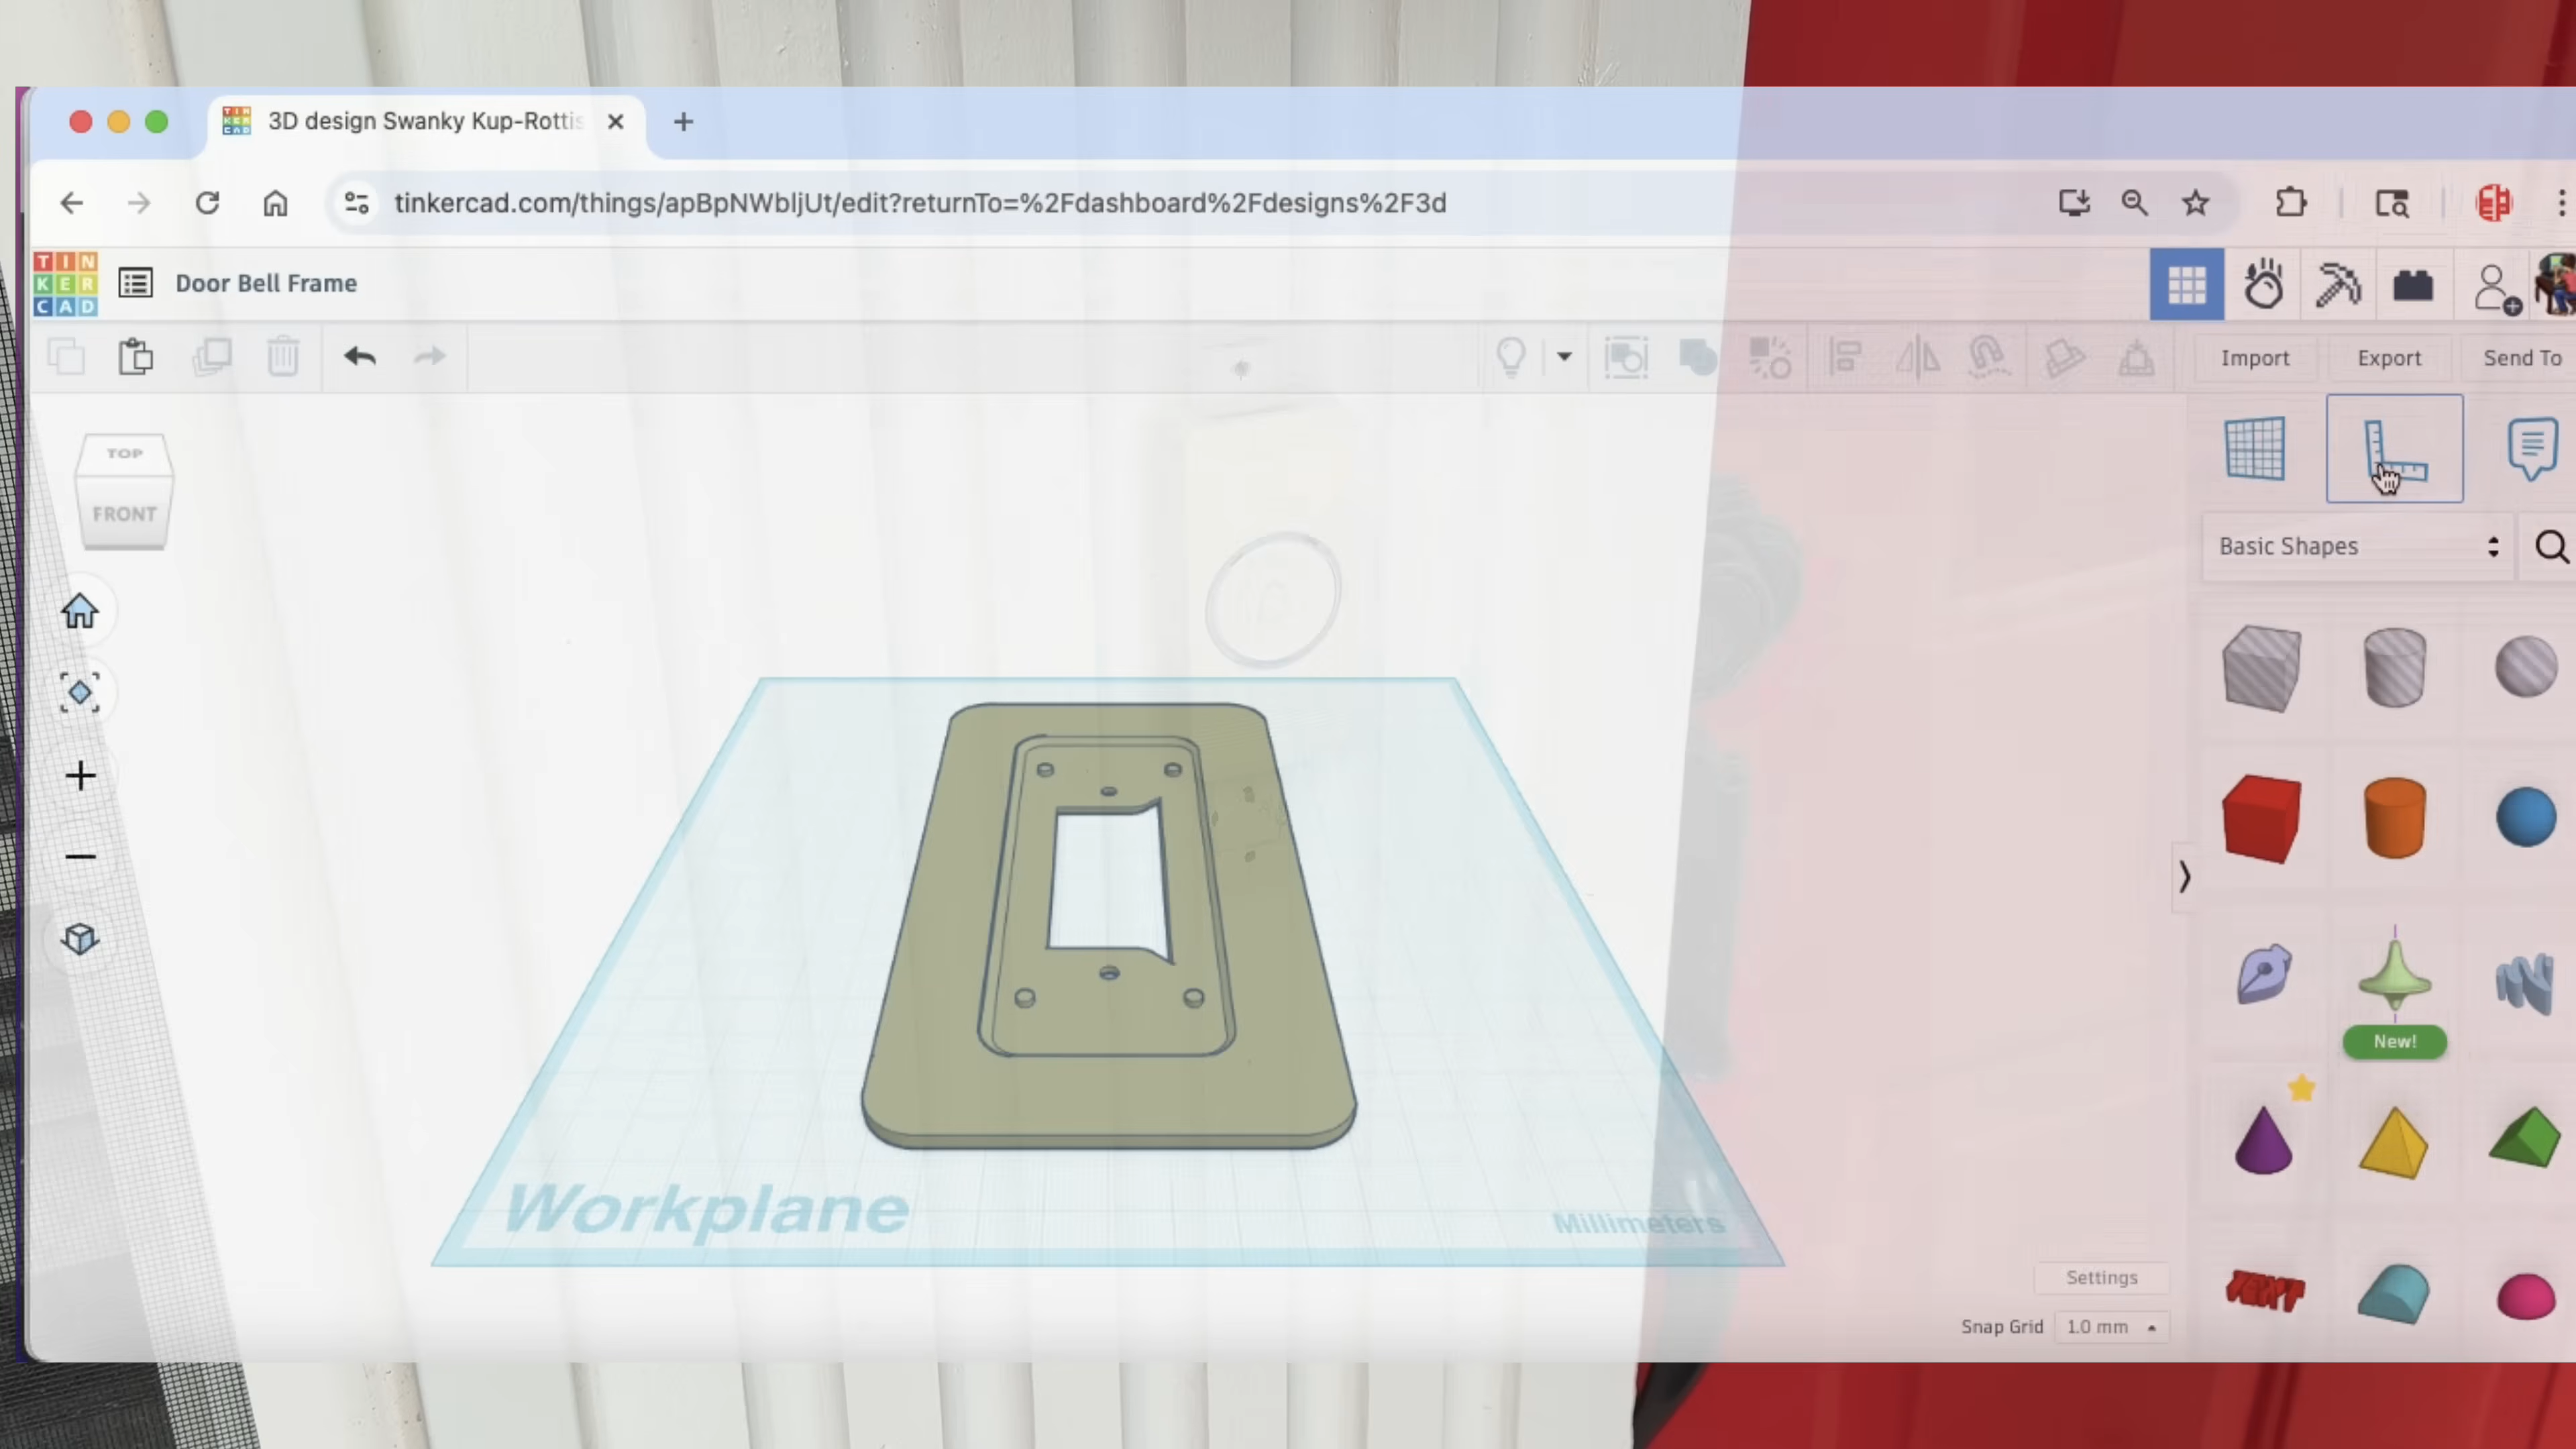 3D design Swanky Kup-Rottis
tinkercad.com/things/apBpNWbljUt/edit?returnTo=%2Fdashboard%2Fdesigns%2F3d
TIN
KER
CAD
Door Bell Frame
Import
Export
Send To
TOP
FRONT
Basic Shapes
New!
TEXT
Workplane
Millimeters
Settings
Snap Grid
1.0 mm